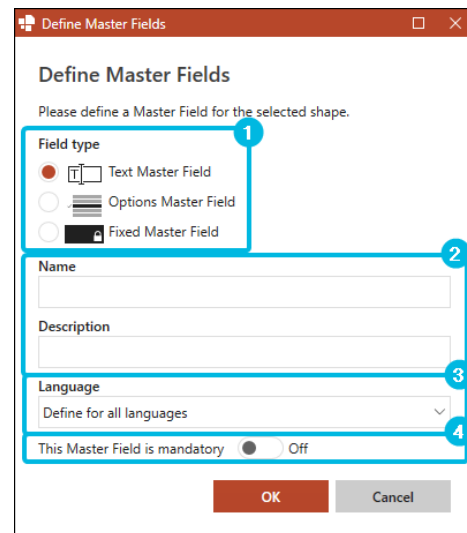 Define Master Fields
Define Master Fields
Please define a Master Field for the selected shape.
1
Field type
T Text Master Field
Options Master Field
Fixed Master Field
2
Name
Description
3
Language
Define for all languages
4
This Master Field is mandatory Off
OK Cancel